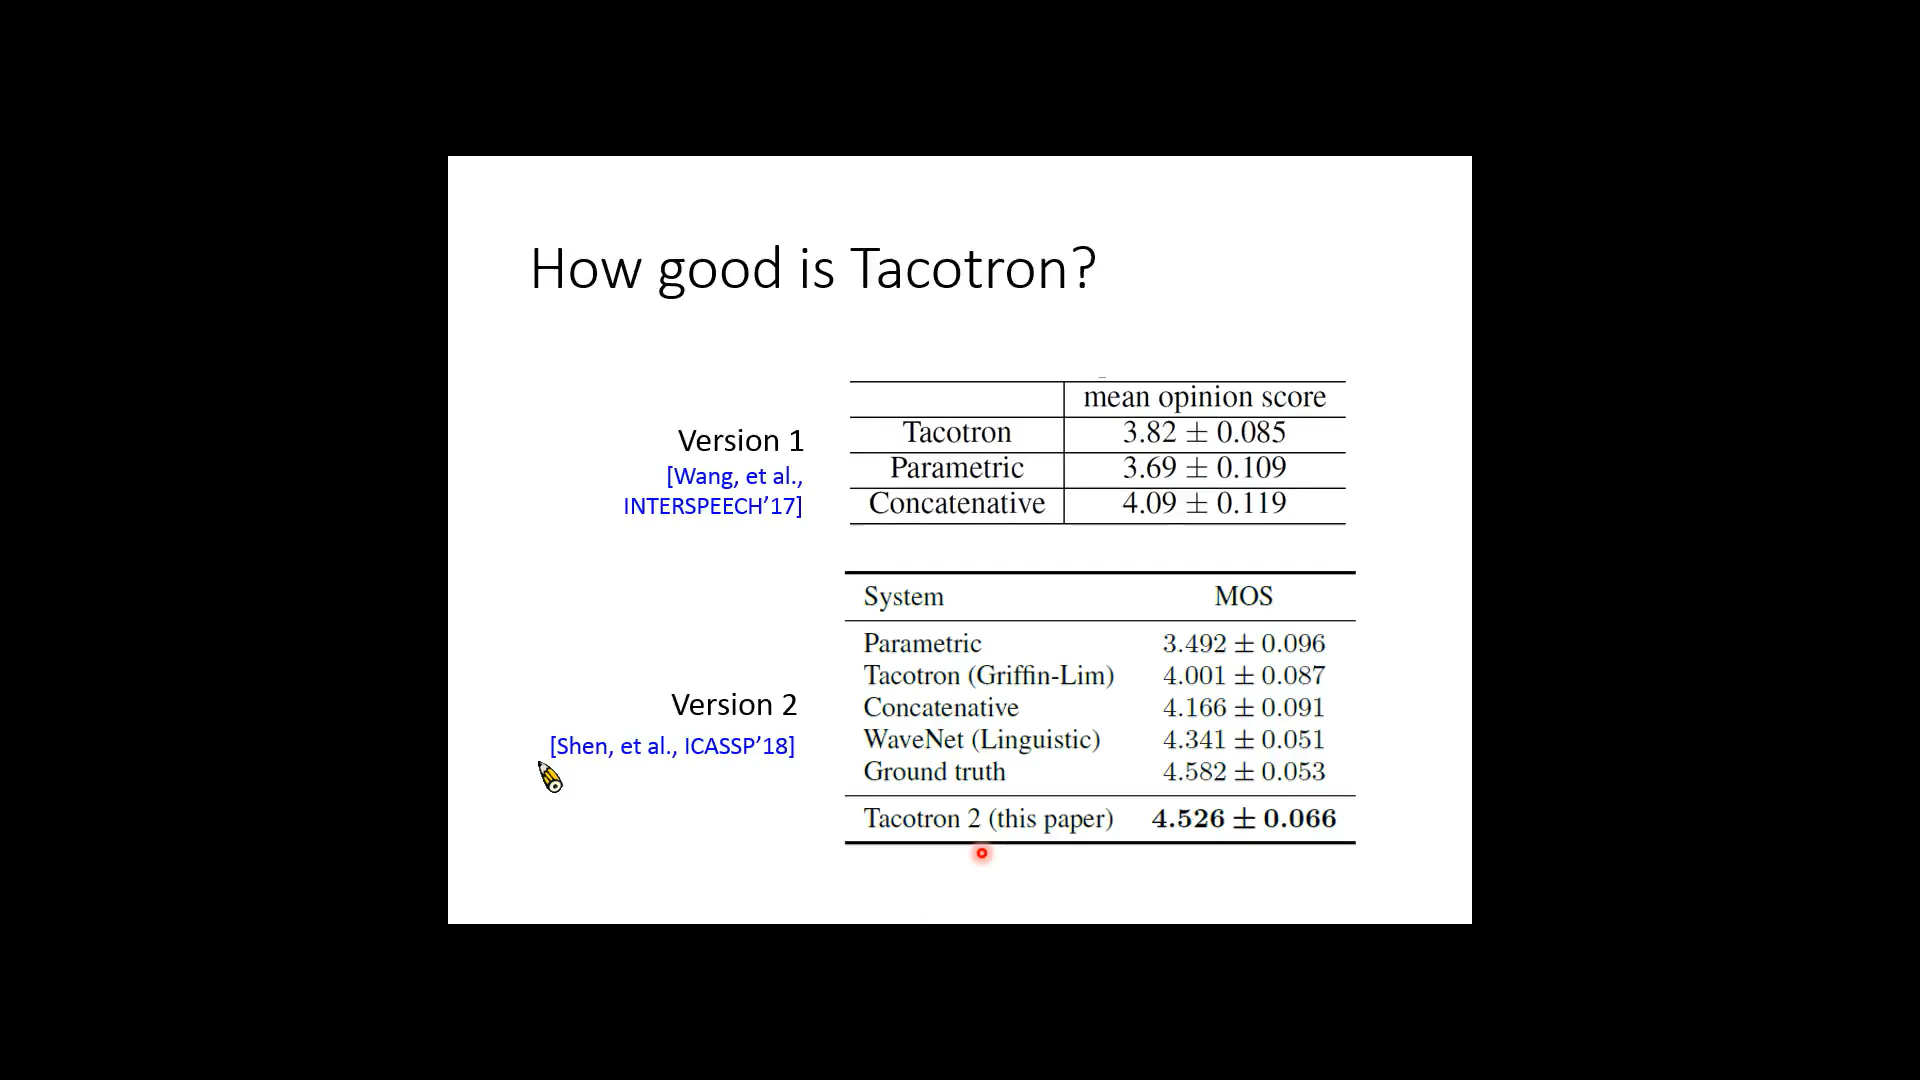 How good is Tacotron?
mean opinion score
Version 1
Tacotron 3.82 ± 0.085
[Wang, et al.,
INTERSPEECH’17]
Parametric 3.69 ± 0.109
Concatenative 4.09 ± 0.119
System MOS
Parametric 3.492 ± 0.096
Tacotron (Griffin-Lim) 4.001 ± 0.087
Concatenative 4.166 ± 0.091
Version 2
[Shen, et al., ICASSP’18]
WaveNet (Linguistic) 4.341 ± 0.051
Ground truth 4.582 ± 0.053
Tacotron 2 (this paper) 4.526 ± 0.066